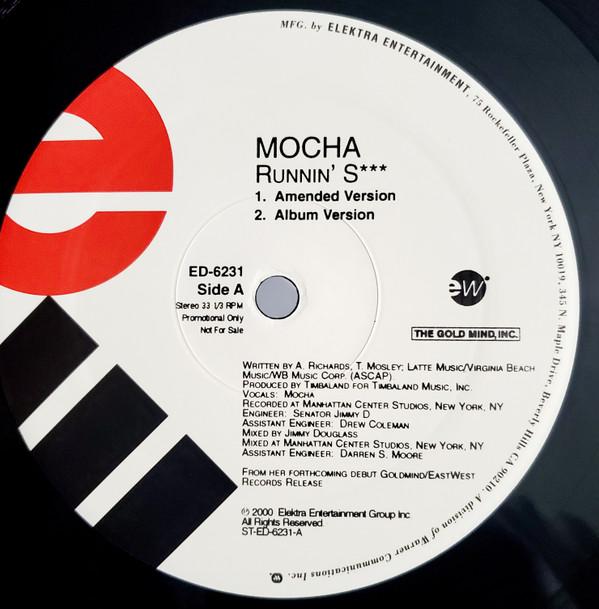 MFG. by ELEKTRA ENTERTAINMENT, 75 Rockefeller Plaza, New York NY 10019, 345 N. Maple Drive, Beverly Hills CA 90210. A division of Warner Communications Inc.
e
MOCHA
RUNNIN' S***
1. Amended Version
2. Album Version
ED-6231
Side A
Stereo 33 1/3 RPM
Promotional Only
Not For Sale
ew
THE GOLD MIND, INC.
WRITTEN BY A. RICHARDS, T. MOSLEY; LATTE MUSIC/VIRGINIA BEACH
MUSIC/WB MUSIC CORP. (ASCAP)
PRODUCED BY TIMBALAND FOR TIMBALAND MUSIC, INC.
VOCALS: MOCHA
RECORDED AT MANHATTAN CENTER STUDIOS, NEW YORK, NY
ENGINEER: SENATOR JIMMY D
ASSISTANT ENGINEER: DREW COLEMAN
MIXED BY JIMMY DOUGLASS
MIXED AT MANHATTAN CENTER STUDIOS, NEW YORK, NY
ASSISTANT ENGINEER: DARREN S. MOORE
FROM HER FORTHCOMING DEBUT GOLDMIND/EASTWEST
RECORDS RELEASE
℗© 2000 Elektra Entertainment Group Inc.
All Rights Reserved.
ST-ED-6231-A